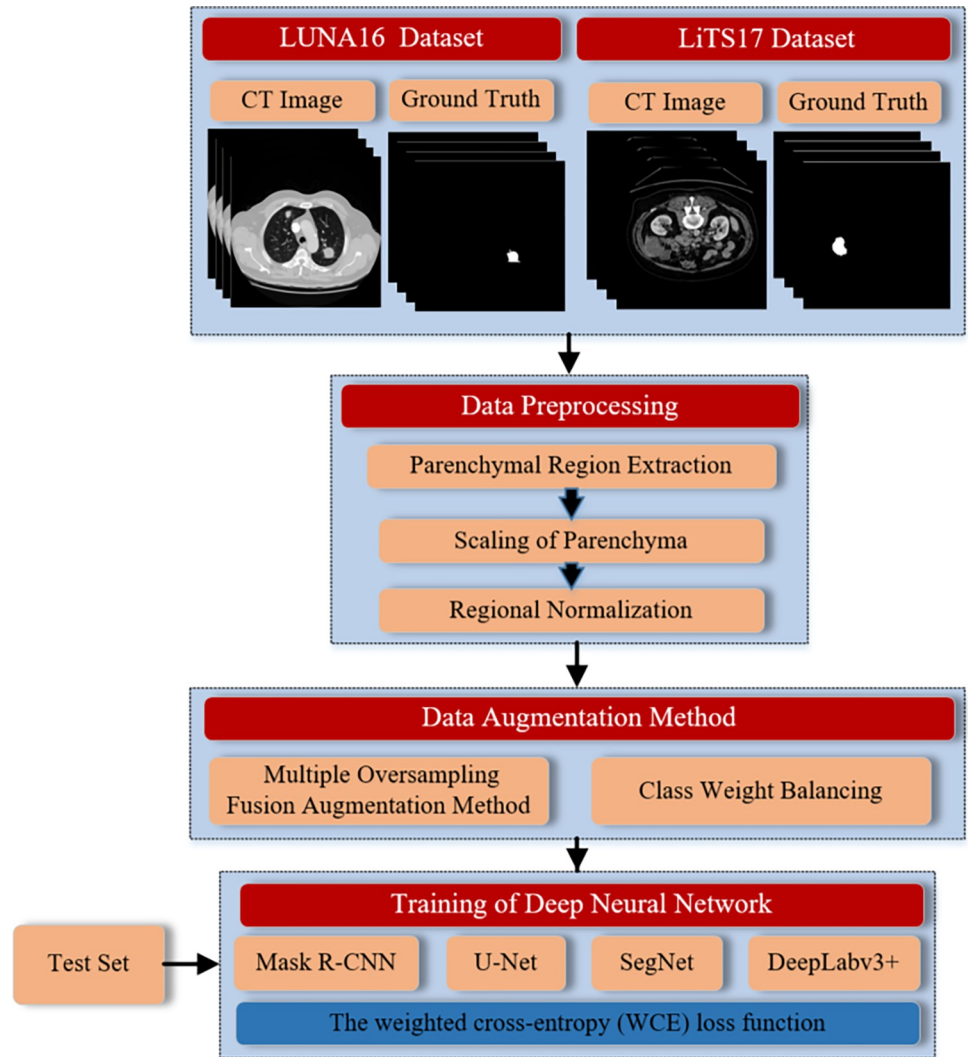 LUNA16 Dataset
LiTS17 Dataset
CT Image
Ground Truth
CT Image
Ground Truth
Data Preprocessing
Parenchymal Region Extraction
Scaling of Parenchyma
Regional Normalization
Data Augmentation Method
Multiple Oversampling
Fusion Augmentation Method
Class Weight Balancing
Training of Deep Neural Network
Test Set
Mask R-CNN
U-Net
SegNet
DeepLabv3+
The weighted cross-entropy (WCE) loss function